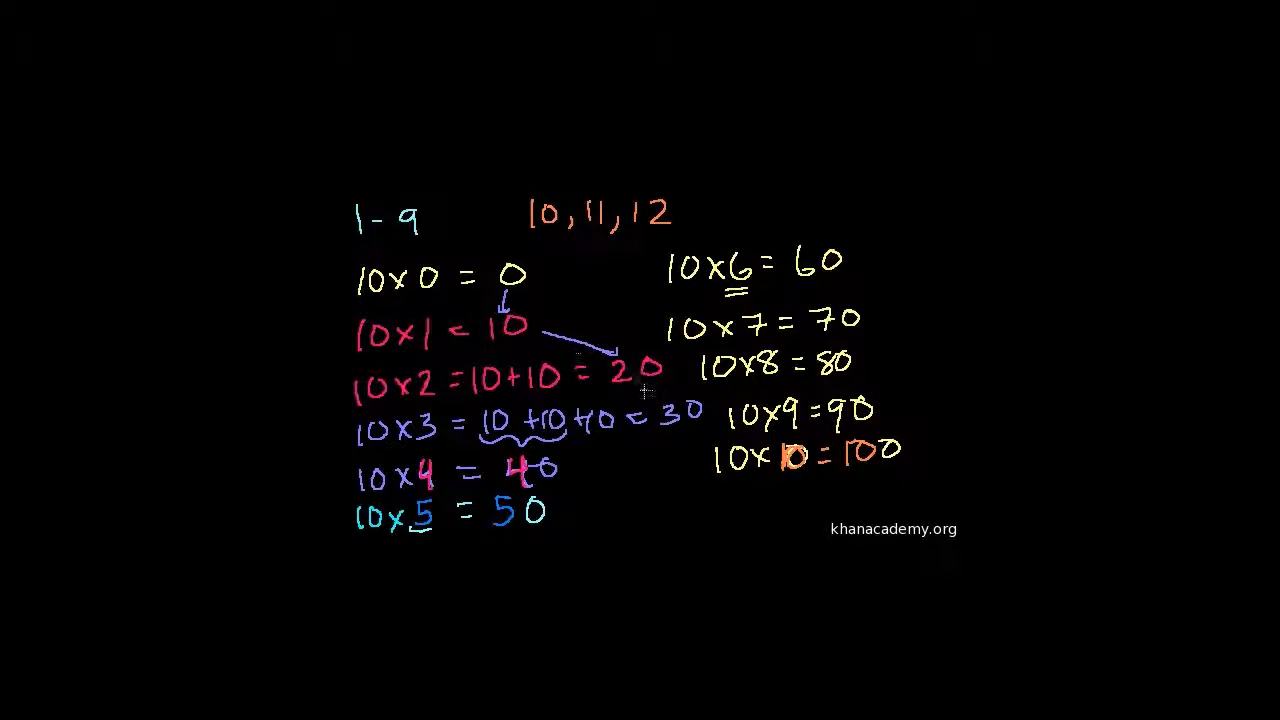 1-9
10, 11, 12
10x0 = 0
10x1 = 10
10x2 = 10+10 = 20
10x3 = 10 +10 +10 = 30
10x4 = 40
10x5 = 50
10x6 = 60
10x7 = 70
10x8 = 80
10x9 = 90
10x10 = 100
khanacademy.org